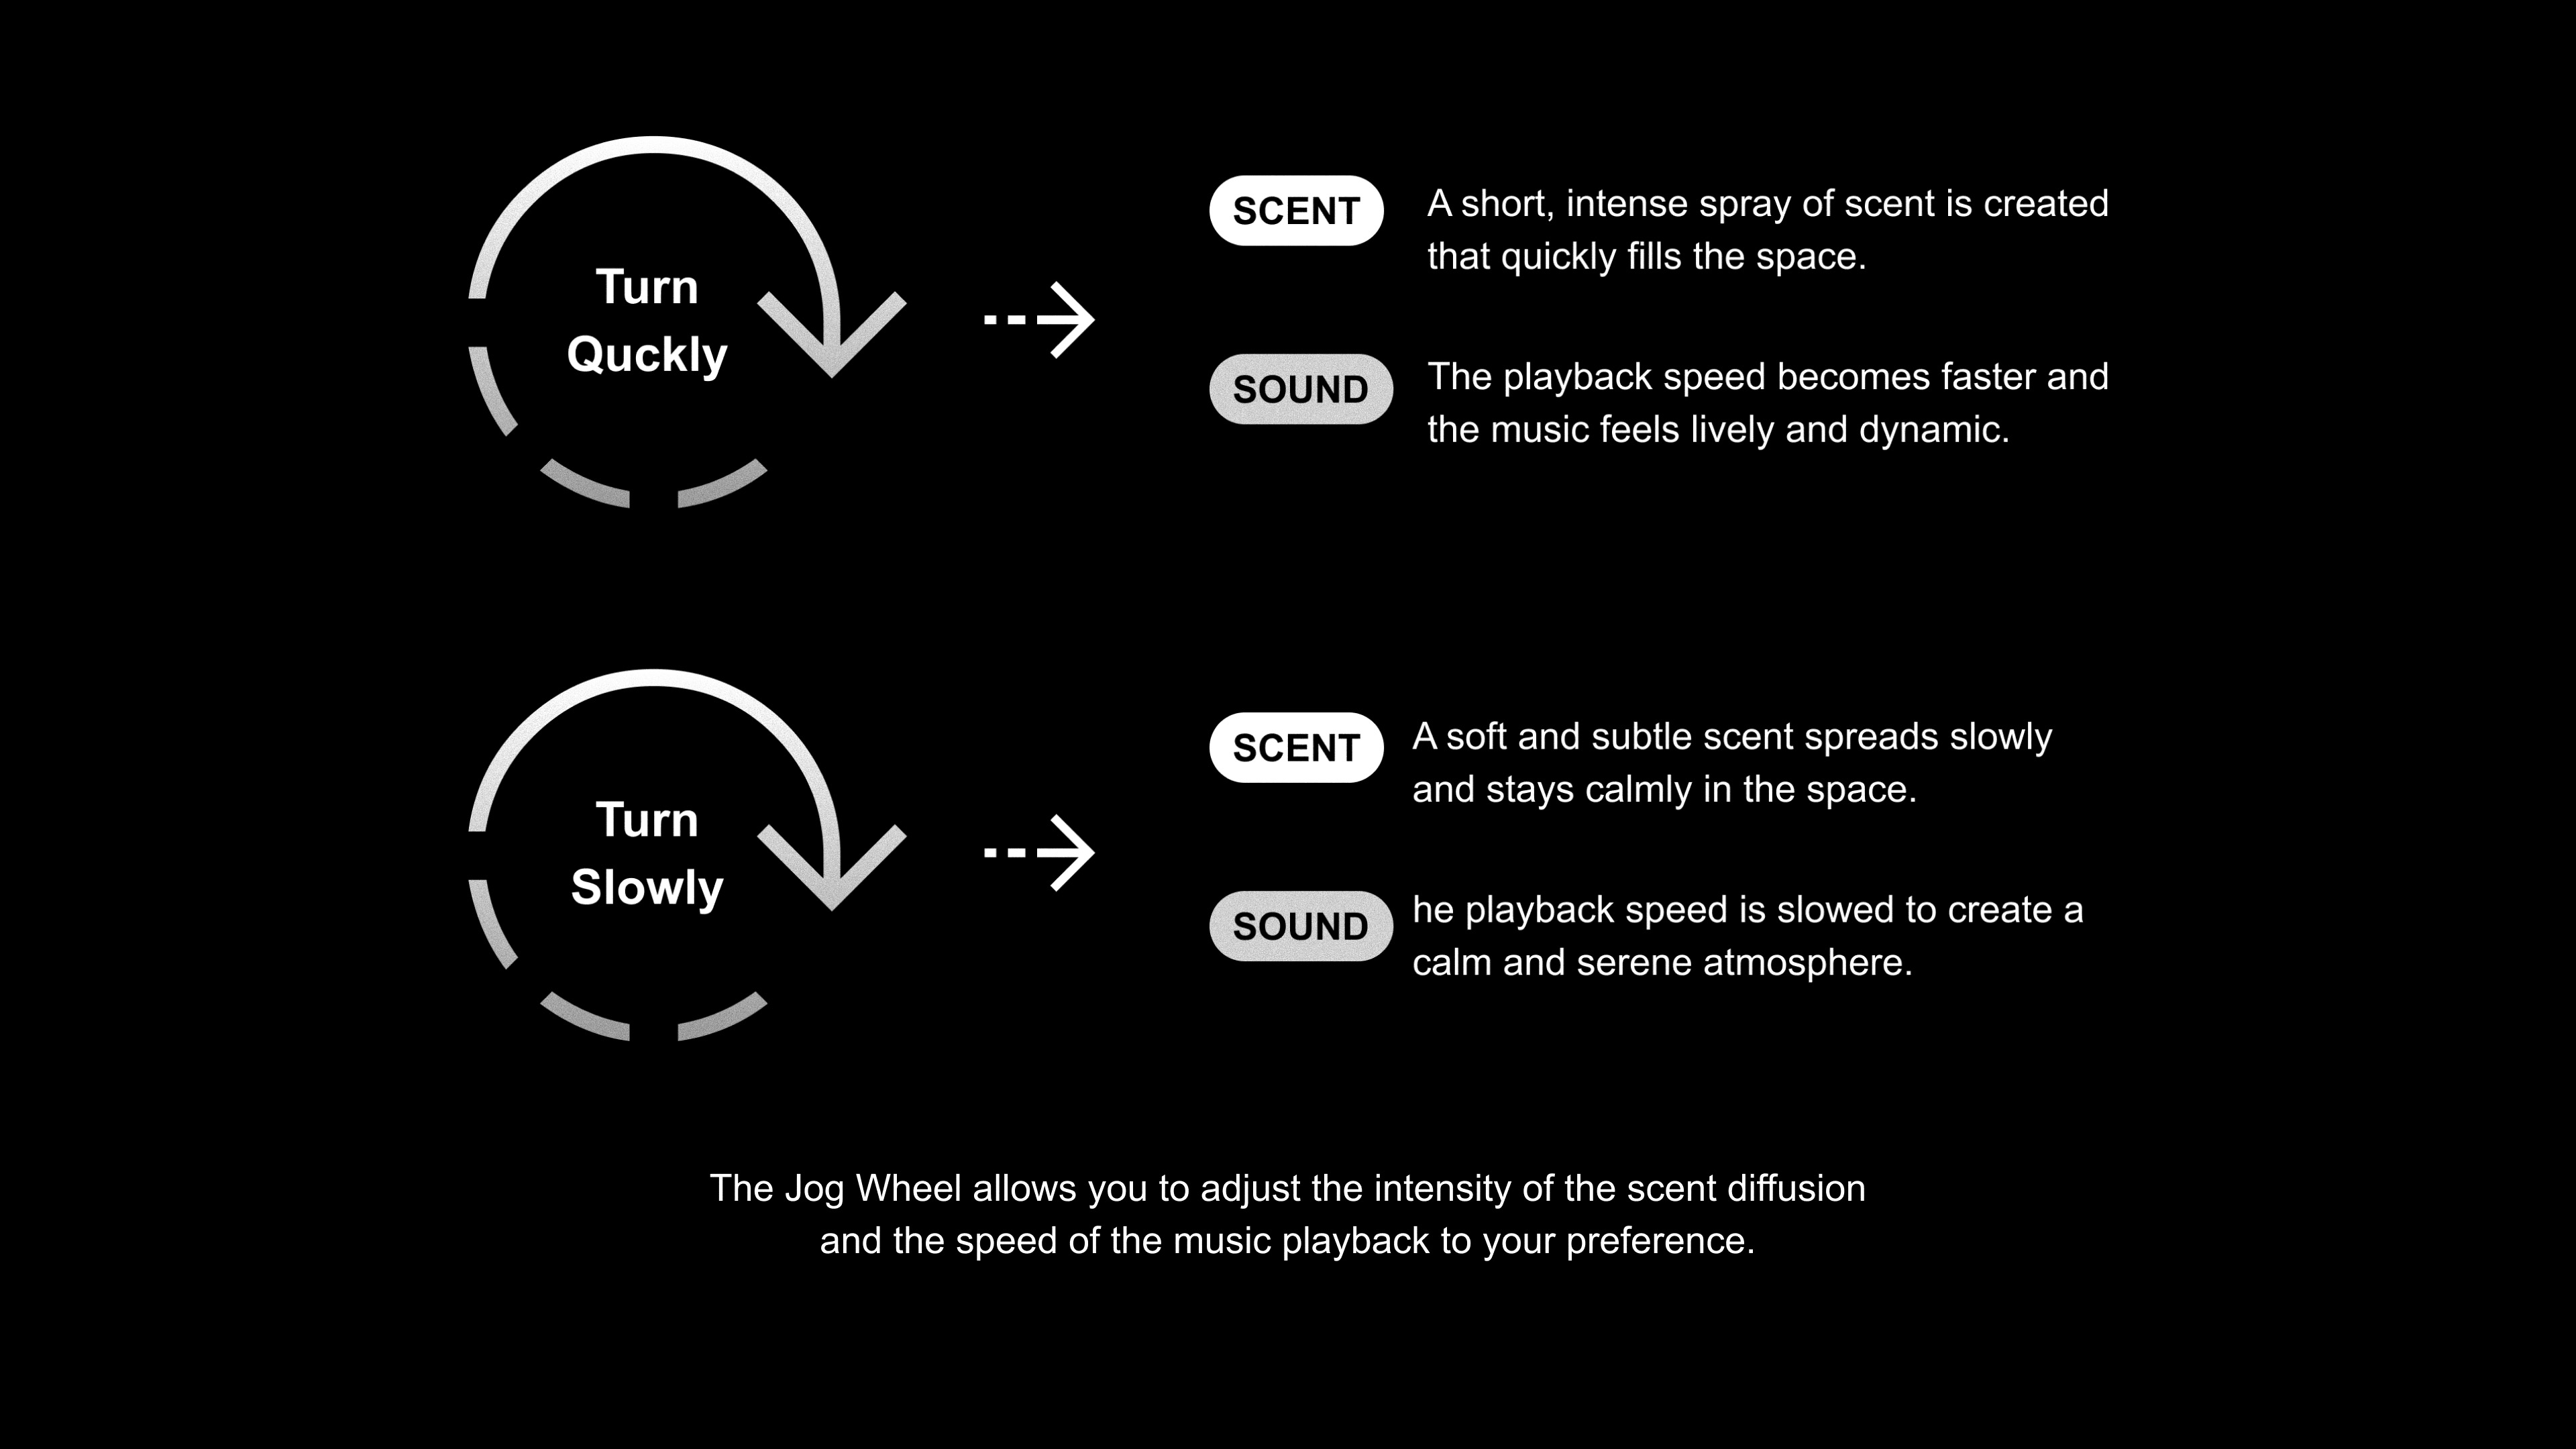 Turn
Quckly
SCENT
A short, intense spray of scent is created
that quickly fills the space.
SOUND
The playback speed becomes faster and
the music feels lively and dynamic.
Turn
Slowly
SCENT
A soft and subtle scent spreads slowly
and stays calmly in the space.
SOUND
he playback speed is slowed to create a
calm and serene atmosphere.
The Jog Wheel allows you to adjust the intensity of the scent diffusion
and the speed of the music playback to your preference.